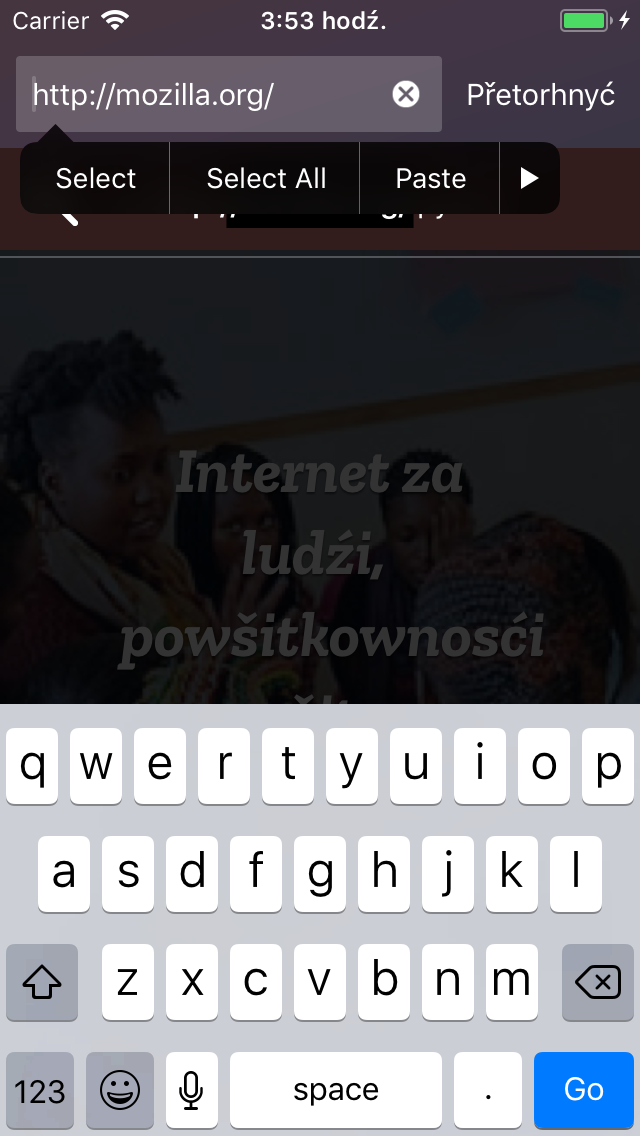 Carrier 3:53 hodź.
http://mozilla.org/ Přetorhnyć
Select Select All Paste
Internet za
ludźi,
powšitkownosći
q w e r t y u i o p
a s d f g h j k l
z x c v b n m
123 space . Go